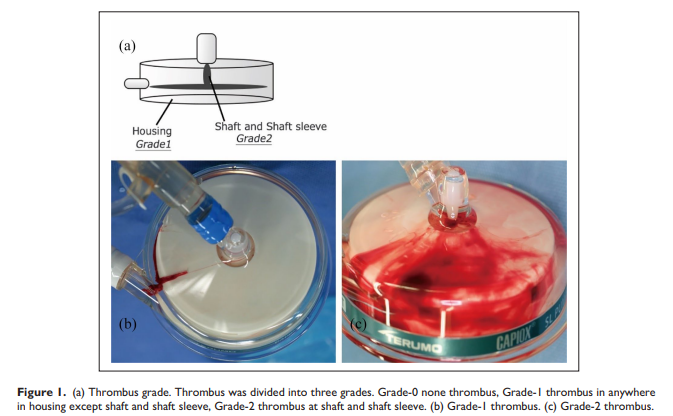 (a)
Housing
Grade1
Shaft and Shaft sleeve
Grade2
(b)
(c)
TERUMO
CAPIOX
Figure 1. (a) Thrombus grade. Thrombus was divided into three grades. Grade-0 none thrombus, Grade-1 thrombus in anywhere
in housing except shaft and shaft sleeve, Grade-2 thrombus at shaft and shaft sleeve. (b) Grade-1 thrombus. (c) Grade-2 thrombus.